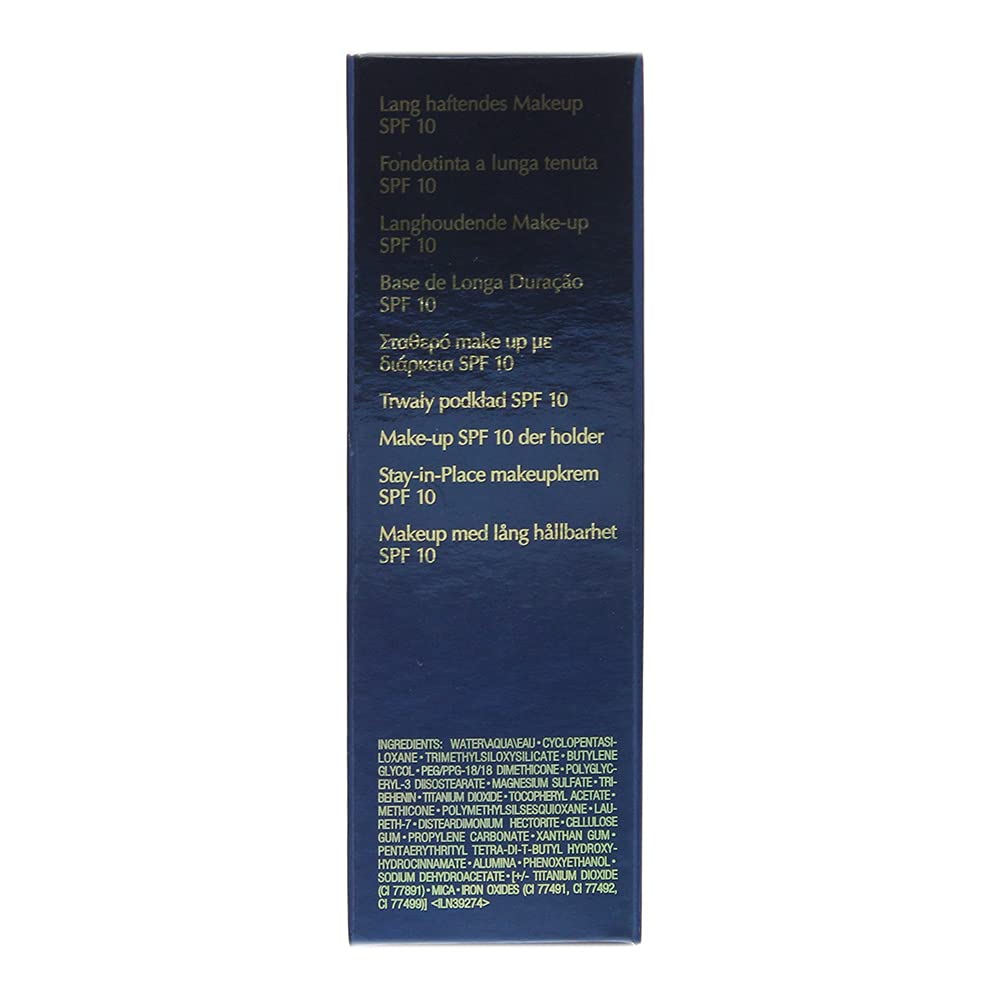 Lang haftendes Makeup
SPF 10
Fondotinta a lunga tenuta
SPF 10
Langhoudende Make-up
SPF 10
Base de Longa Duração
SPF 10
Σταθερό make up με
διάρκεια SPF 10
Trwały podkład SPF 10
Make-up SPF 10 der holder
Stay-in-Place makeupkrem
SPF 10
Makeup med lång hållbarhet
SPF 10
INGREDIENTS: WATER\AQUA\EAU • CYCLOPENTASI-
LOXANE • TRIMETHYLSILOXYSILICATE • BUTYLENE
GLYCOL • PEG/PPG-18/18 DIMETHICONE • POLYGLYC-
ERYL-3 DIISOSTEARATE • MAGNESIUM SULFATE • TRI-
BEHENIN • TITANIUM DIOXIDE • TOCOPHERYL ACETATE •
METHICONE • POLYMETHYLSILSESQUIOXANE • LAU-
RETH-7 • DISTEARDIMONIUM HECTORITE • CELLULOSE
GUM • PROPYLENE CARBONATE • XANTHAN GUM •
PENTAERYTHRITYL TETRA-DI-T-BUTYL HYDROXY-
HYDROCINNAMATE • ALUMINA • PHENOXYETHANOL •
SODIUM DEHYDROACETATE • [+/- TITANIUM DIOXIDE
(CI 77891) • MICA • IRON OXIDES (CI 77491, CI 77492,
CI 77499)] <ILN39274>